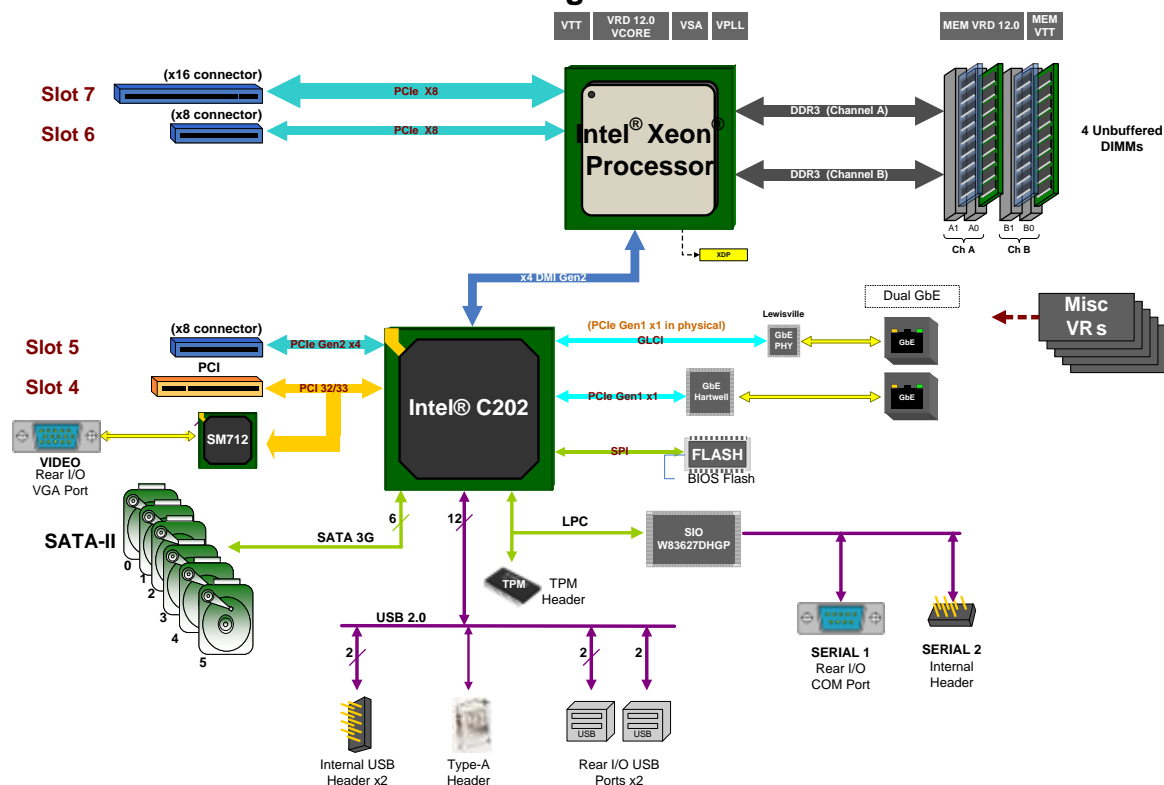 VTT
VRD 12.0
VCORE
VSA
VPLL
MEM VRD 12.0
MEM
VTT
(x16 connector)
Slot 7
PCIe X8
(x8 connector)
Slot 6
PCIe X8
Intel® Xeon®
Processor
DDR3 (Channel A)
DDR3 (Channel B)
4 Unbuffered
DIMMs
A1
A0
B1
B0
Ch A
Ch B
XDP
x4 DMI Gen2
Dual GbE
Misc
VR s
(x8 connector)
Slot 5
PCIe Gen2 x4
PCI
Slot 4
PCI 32/33
Intel® C202
(PCIe Gen1 x1 in physical)
GLCI
Lewisville
GbE
PHY
GbE
PCIe Gen1 x1
GbE
Hartwell
GbE
SM712
VIDEO
Rear I/O
VGA Port
SPI
FLASH
BIOS Flash
SATA-II
0
1
2
3
4
5
SATA 3G
6
12
LPC
SIO
W83627DHGP
TPM
TPM
Header
USB 2.0
2
2
2
SERIAL 1
Rear I/O
COM Port
SERIAL 2
Internal
Header
USB
USB
Internal USB
Header x2
Type-A
Header
Rear I/O USB
Ports x2